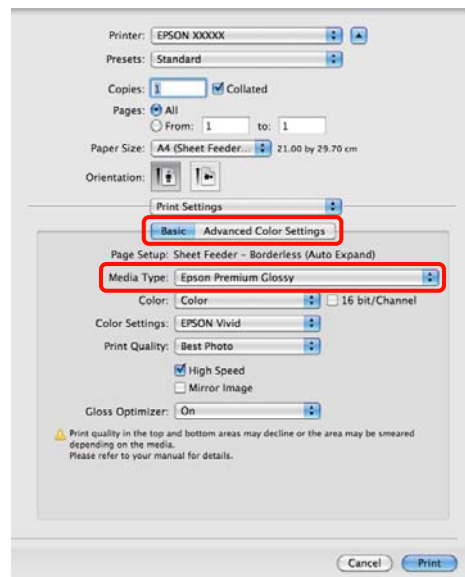 Printer: EPSON XXXXX
Presets: Standard
Copies: 1 Collated
Pages: All
From: 1 to: 1
Paper Size: A4 (Sheet Feeder... 21.00 by 29.70 cm
Orientation:
Print Settings
Basic Advanced Color Settings
Page Setup: Sheet Feeder - Borderless (Auto Expand)
Media Type: Epson Premium Glossy
Color: Color 16 bit/Channel
Color Settings: EPSON Vivid
Print Quality: Best Photo
High Speed
Mirror Image
Gloss Optimizer: On
Print quality in the top and bottom areas may decline or the area may be smeared
depending on the media.
Please refer to your manual for details.
Cancel Print